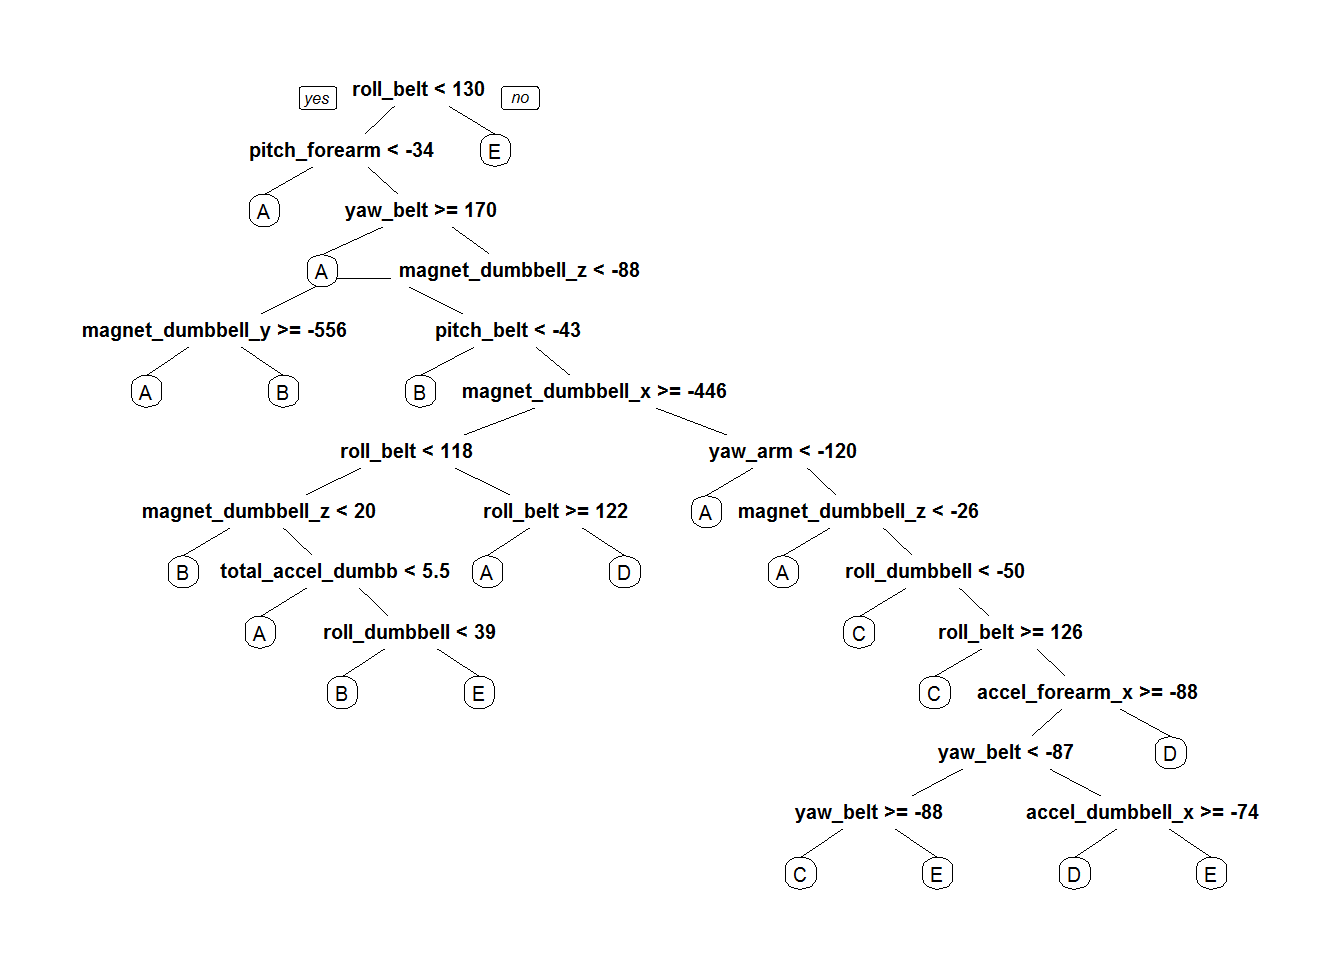 yes roll_belt < 130 no
pitch_forearm < -34 E
A yaw_belt >= 170
A magnet_dumbbell_z < -88
magnet_dumbbell_y >= -556 pitch_belt < -43
A B B magnet_dumbbell_x >= -446
roll_belt < 118 yaw_arm < -120
magnet_dumbbell_z < 20 roll_belt >= 122 A magnet_dumbbell_z < -26
B total_accel_dumbb < 5.5 A D A roll_dumbbell < -50
A roll_dumbbell < 39 C roll_belt >= 126
B E C accel_forearm_x >= -88
yaw_belt < -87 D
yaw_belt >= -88 accel_dumbbell_x >= -74
C E D E